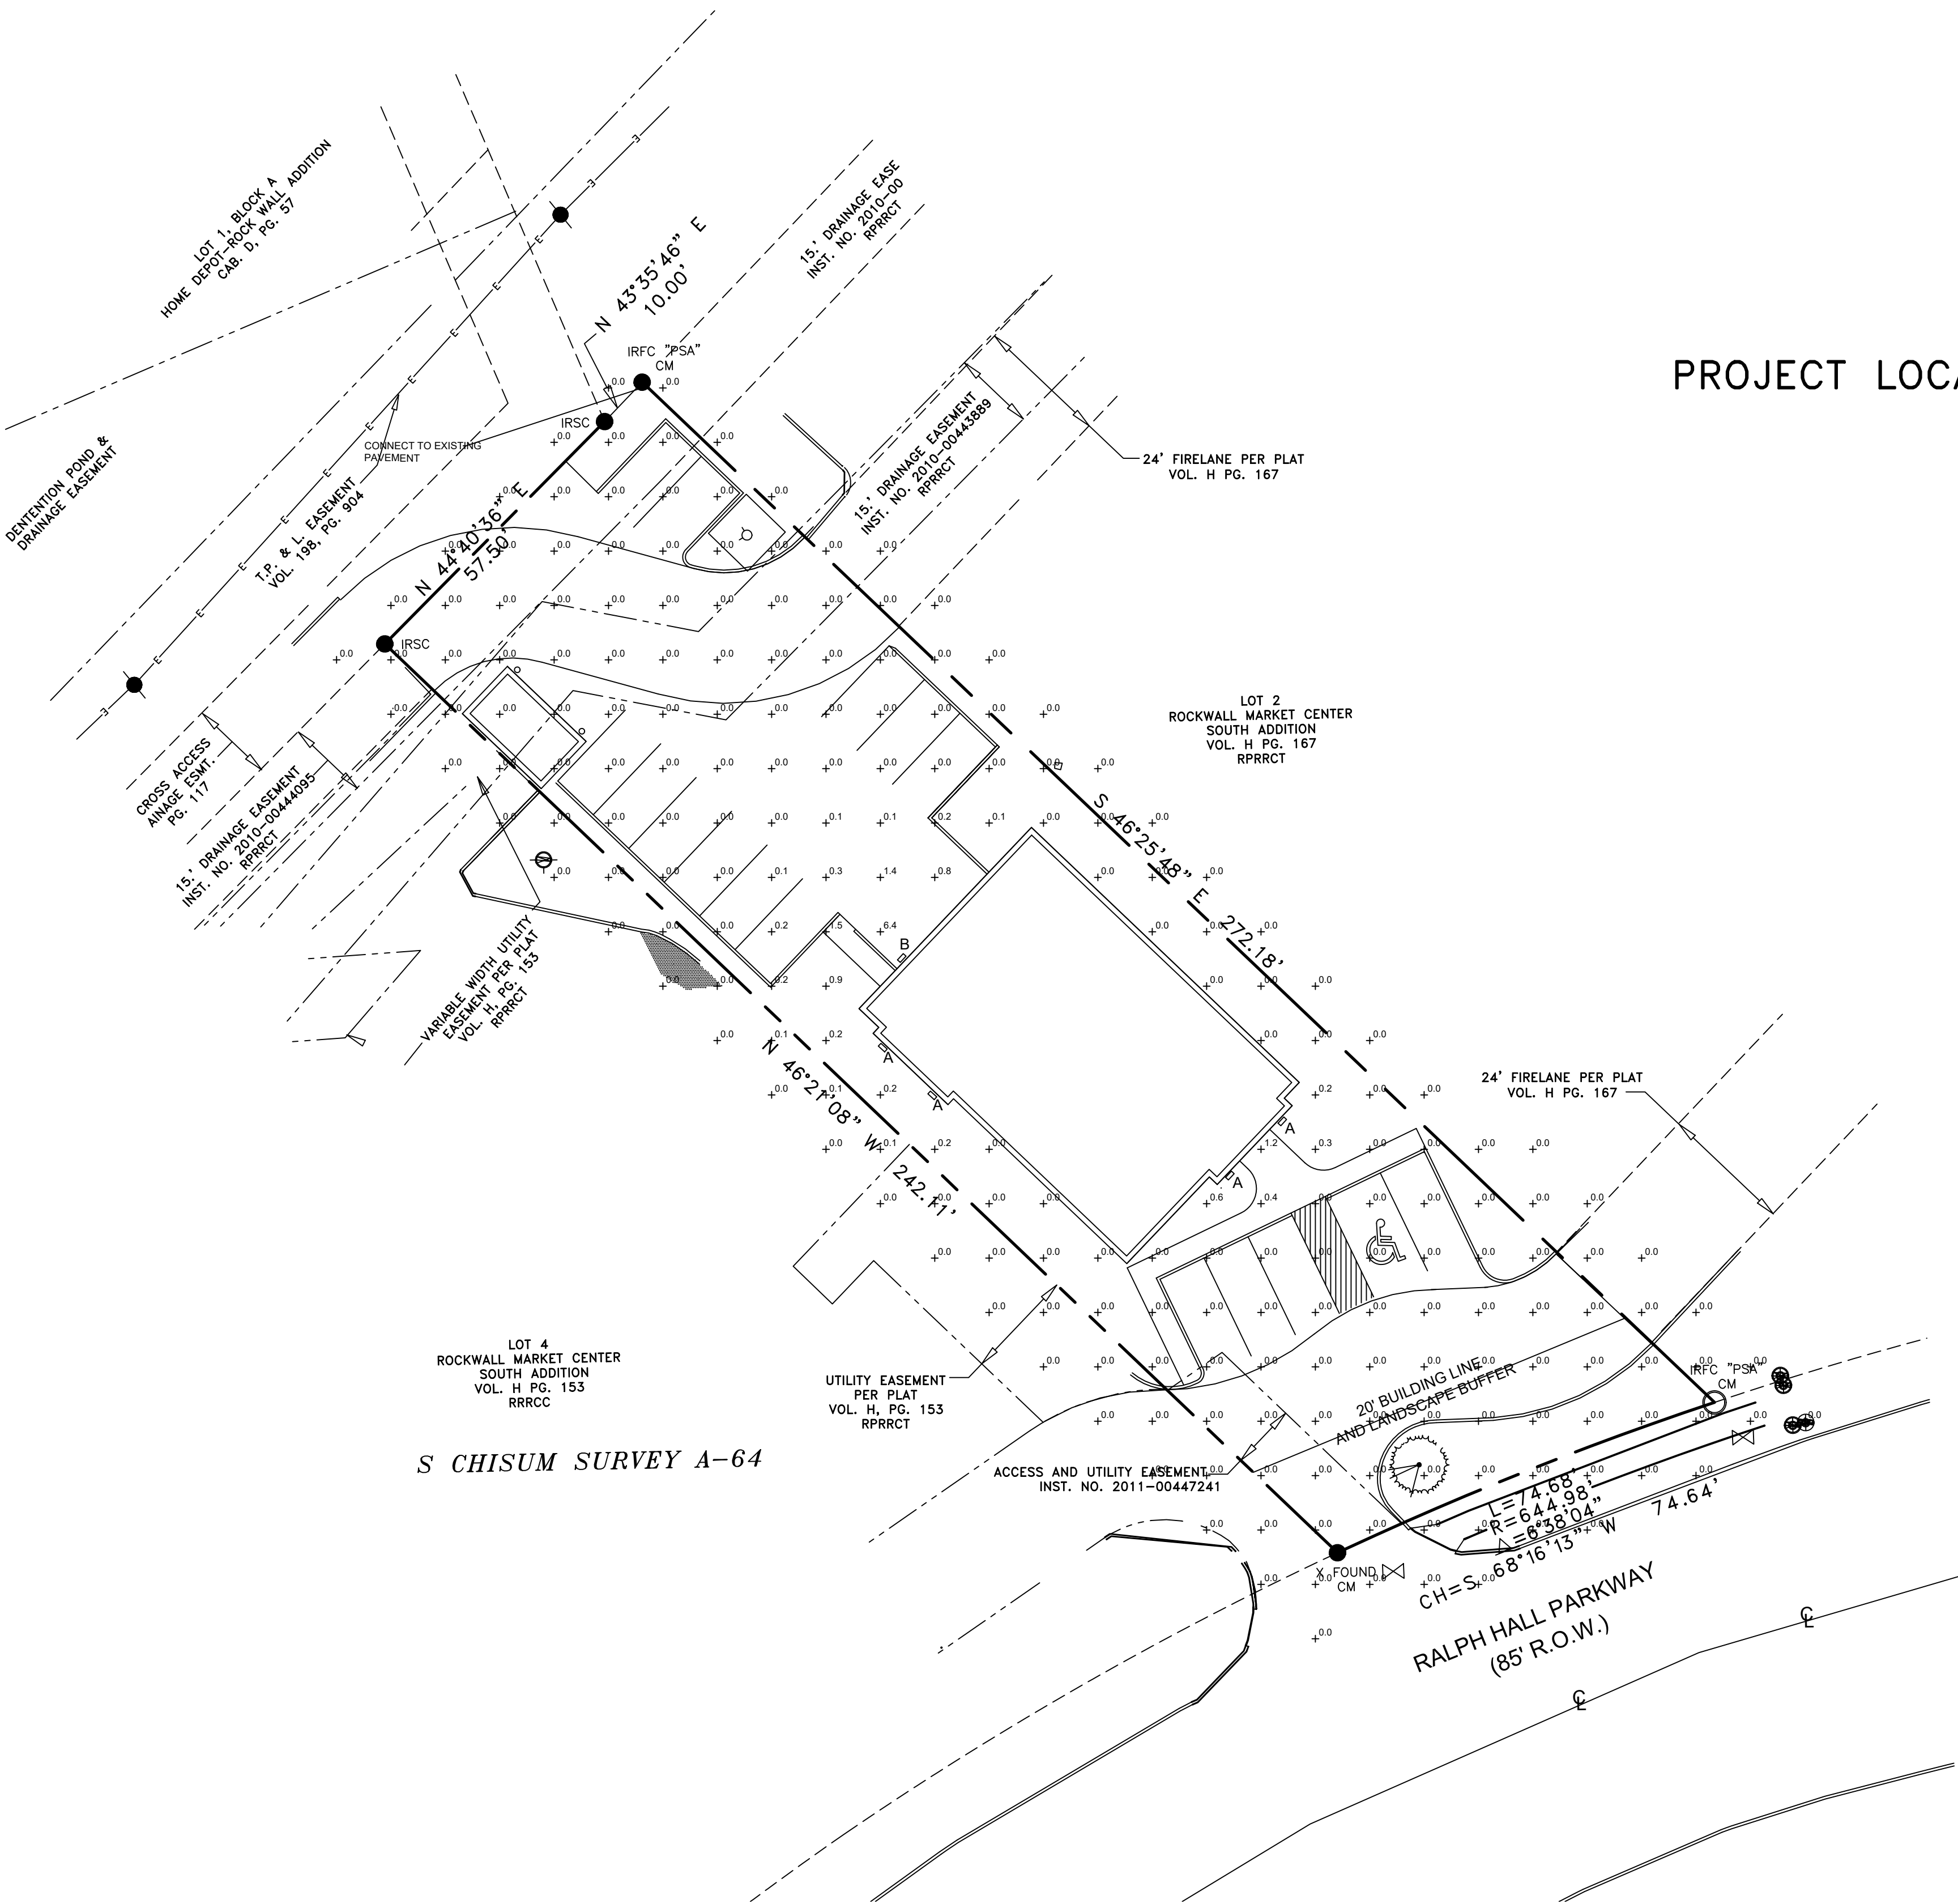 LOT 1, BLOCK A
HOME DEPOT-ROCK WALL ADDITION
CAB. D, PG. 57
DENTENTION POND &
DRAINAGE EASEMENT
T.P. & L. EASEMENT
VOL. 198, PG. 904
CONNECT TO EXISTING
PAVEMENT
N 43°35'46" E
10.00'
IRFC "PSA"
CM
IRSC
15.' DRAINAGE EASE
INST. NO. 2010-00
RPRRCT
15.' DRAINAGE EASEMENT
INST. NO. 2010-00443889
RPRRCT
24' FIRELANE PER PLAT
VOL. H PG. 167
PROJECT LOCA
N 44°40'36" E
57.50'
IRSC
CROSS ACCESS
AINAGE ESMT.
PG. 117
15.' DRAINAGE EASEMENT
INST. NO. 2010-00444095
RPRRCT
VARIABLE WIDTH UTILITY
EASEMENT PER PLAT
VOL. H, PG. 153
RPRRCT
LOT 2
ROCKWALL MARKET CENTER
SOUTH ADDITION
VOL. H PG. 167
RPRRCT
S 46°25'48" E 272.18'
N 46°21'08" W 242.11'
B
A
A
A
A
24' FIRELANE PER PLAT
VOL. H PG. 167
LOT 4
ROCKWALL MARKET CENTER
SOUTH ADDITION
VOL. H PG. 153
RRRCC
S CHISUM SURVEY A-64
UTILITY EASEMENT
PER PLAT
VOL. H, PG. 153
RPRRCT
ACCESS AND UTILITY EASEMENT
INST. NO. 2011-00447241
20' BUILDING LINE
AND LANDSCAPE BUFFER
IRFC "PSA"
CM
X FOUND
CM
L=74.68'
R=644.98'
△=6°38'04"
CH=S 68°16'13" W 74.64'
RALPH HALL PARKWAY
(85' R.O.W.)